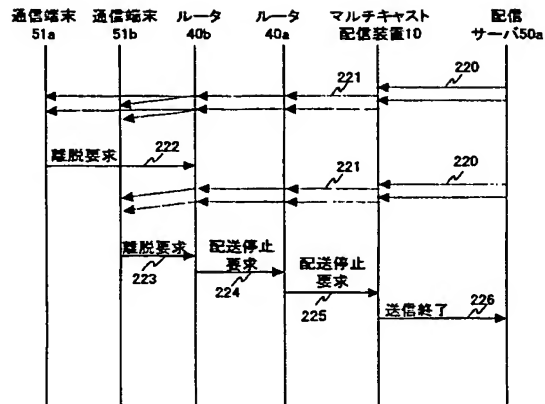 通信端末
51a
通信端末
51b
ルータ
40b
ルータ
40a
マルチキャスト
配信装置10
配信
サーバ50a
220
221
離脱要求
222
220
221
離脱要求
223
配送停止
要求
224
配送停止
要求
225
送信終了
226